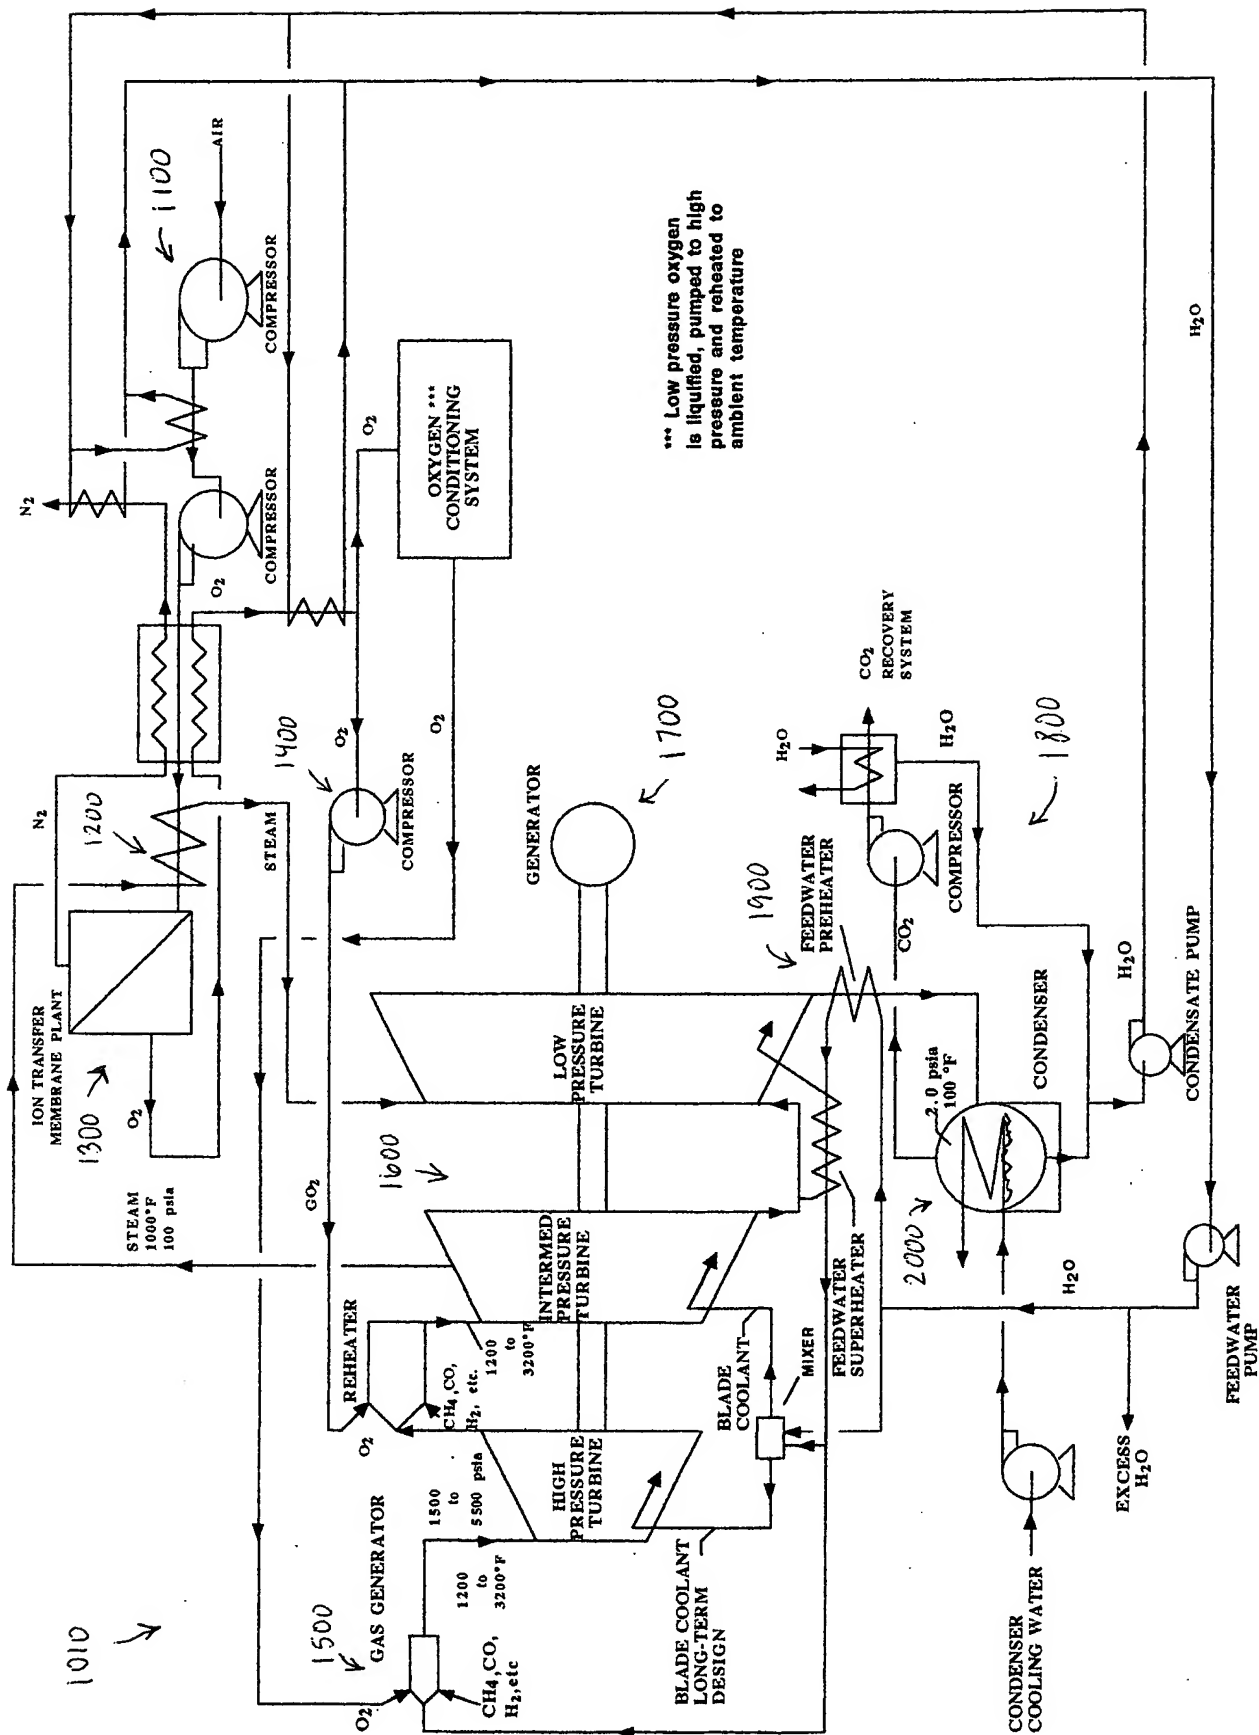 1010
1100
AIR
COMPRESSOR
COMPRESSOR
N2
O2
N2
1200
ION TRANSFER
MEMBRANE PLANT
1300
O2
STEAM
1000°F
100 psia
STEAM
1400
O2
COMPRESSOR
O2
O2
OXYGEN ***
CONDITIONING
SYSTEM
*** Low pressure oxygen
is liquified, pumped to high
pressure and reheated to
ambient temperature
GO2
1500
GAS GENERATOR
O2
CH4,CO,
H2,etc
1200
to
3200°F
1500
to
5500 psia
O2
REHEATER
CH4,CO,
H2, etc.
1200
to
3200°F
1600
HIGH
PRESSURE
TURBINE
INTERMED
PRESSURE
TURBINE
LOW
PRESSURE
TURBINE
GENERATOR
1700
BLADE COOLANT
LONG-TERM
DESIGN
BLADE
COOLANT
MIXER
FEEDWATER
SUPERHEATER
1900
FEEDWATER
PREHEATER
CO2
COMPRESSOR
H2O
CO2
RECOVERY
SYSTEM
H2O
1800
2.0 psia
100 °F
CONDENSER
2000
H2O
CONDENSATE PUMP
H2O
H2O
CONDENSER
COOLING WATER
EXCESS
H2O
FEEDWATER
PUMP